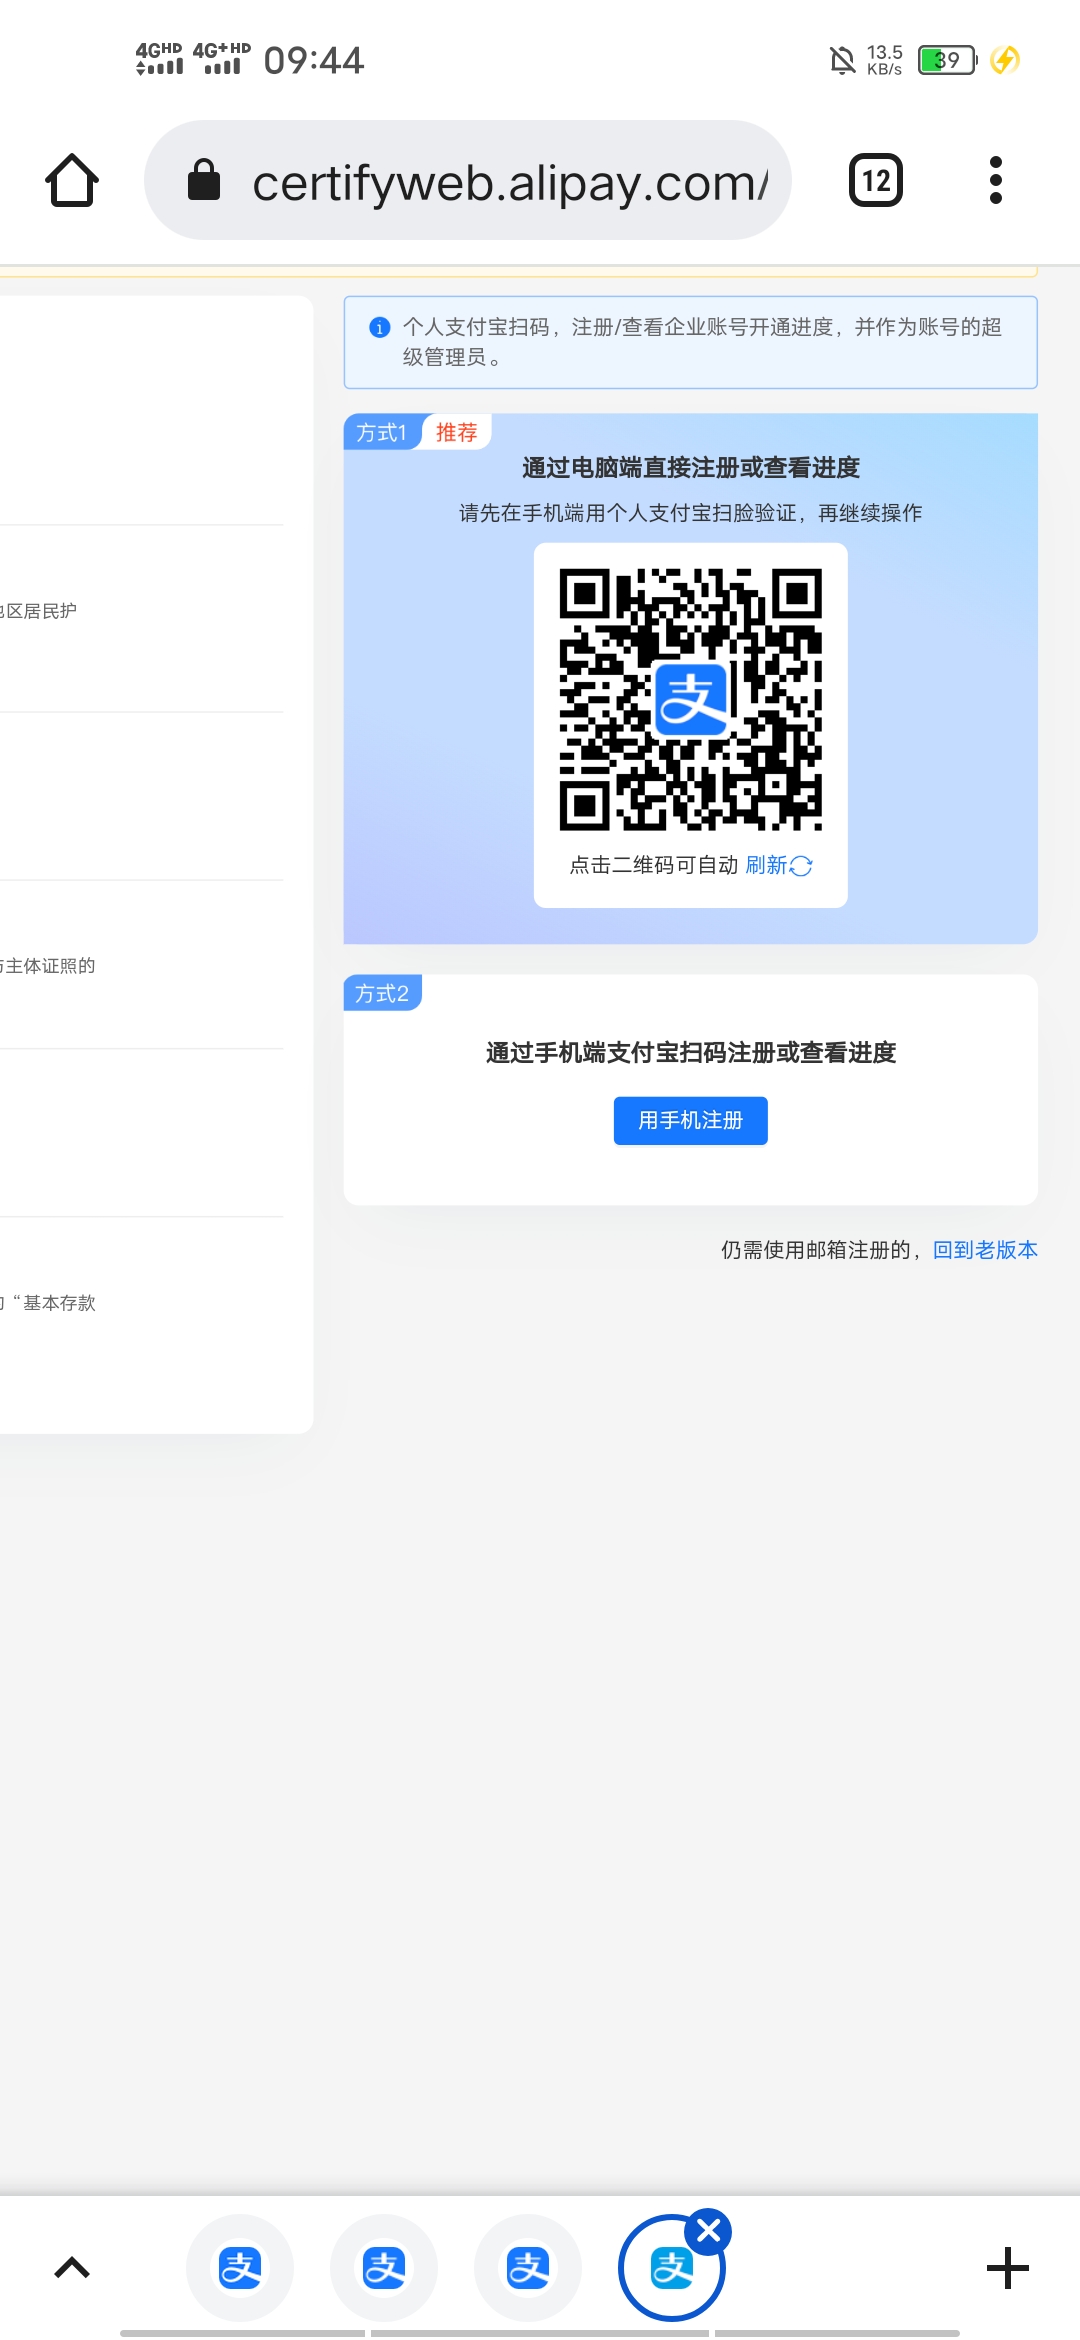 4GHD 4G+HD 09:44 13.5 KB/s 39
certifyweb.alipay.com/ 12
个人支付宝扫码，注册/查看企业账号开通进度，并作为账号的超
级管理员。
方式1 推荐
通过电脑端直接注册或查看进度
请先在手机端用个人支付宝扫脸验证，再继续操作
支
点击二维码可自动 刷新
方式2
通过手机端支付宝扫码注册或查看进度
用手机注册
仍需使用邮箱注册的，回到老版本
区居民护
主体证照的
“基本存款
支 支 支 支